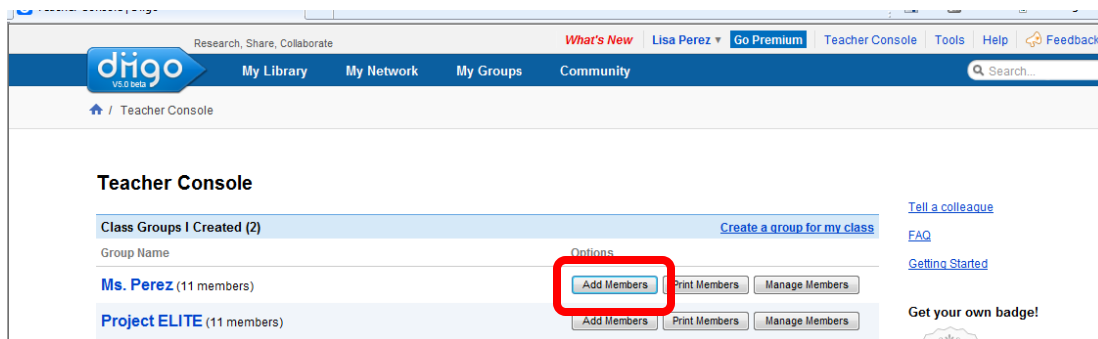 Research, Share, Collaborate
What's New Lisa Perez ▾ Go Premium Teacher Console Tools Help Feedback
diigo
V5.0 beta
My Library My Network My Groups Community Search...
/ Teacher Console
Teacher Console
Class Groups I Created (2) Create a group for my class
Group Name Options
Ms. Perez (11 members) Add Members Print Members Manage Members
Project ELITE (11 members) Add Members Print Members Manage Members
Tell a colleague
FAQ
Getting Started
Get your own badge!